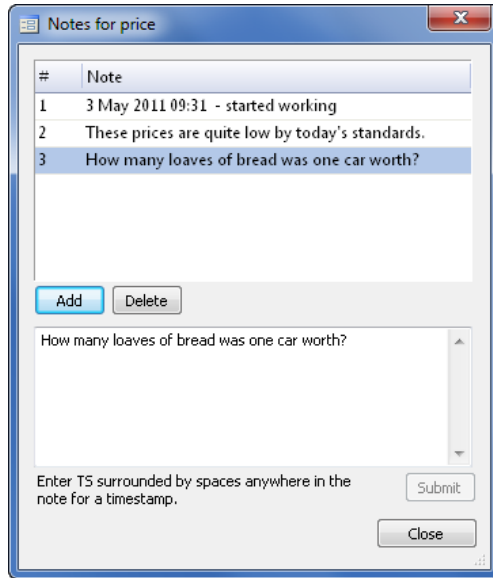 Notes for price
# Note
1 3 May 2011 09:31 - started working
2 These prices are quite low by today's standards.
3 How many loaves of bread was one car worth?
Add Delete
How many loaves of bread was one car worth?
Enter TS surrounded by spaces anywhere in the
note for a timestamp.
Submit
Close